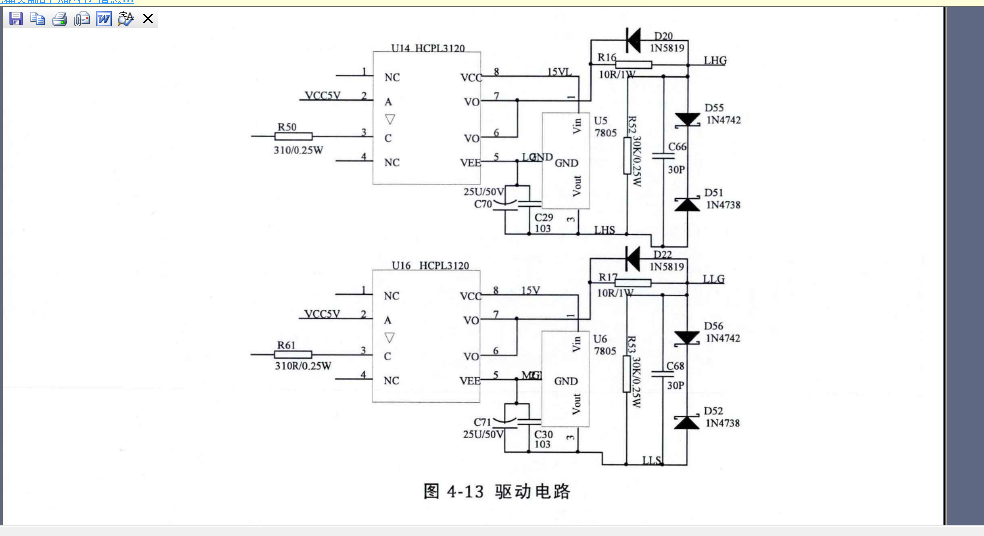 U14 HCPL3120
D20
1N5819
R16
10R/1W
LHG
1 NC VCC 8 15VL
VCC5V 2 A VO 7
R50
310/0.25W
3 C VO 6
4 NC VEE 5 LGND
1 Vin
U5
7805
GND
Vout
3
R52
30K/0.25W
C66
30P
D55
1N4742
D51
1N4738
25U/50V
C70
C29
103
LHS
U16 HCPL3120
D22
1N5819
R17
10R/1W
LLG
1 NC VCC 8 15V
VCC5V 2 A VO 7
R61
310R/0.25W
3 C VO 6
4 NC VEE 5
1 Vin
U6
7805
GND
Vout
3
R53
30K/0.25W
C68
30P
D56
1N4742
D52
1N4738
C71
25U/50V
C30
103
LLS
图 4-13 驱动电路